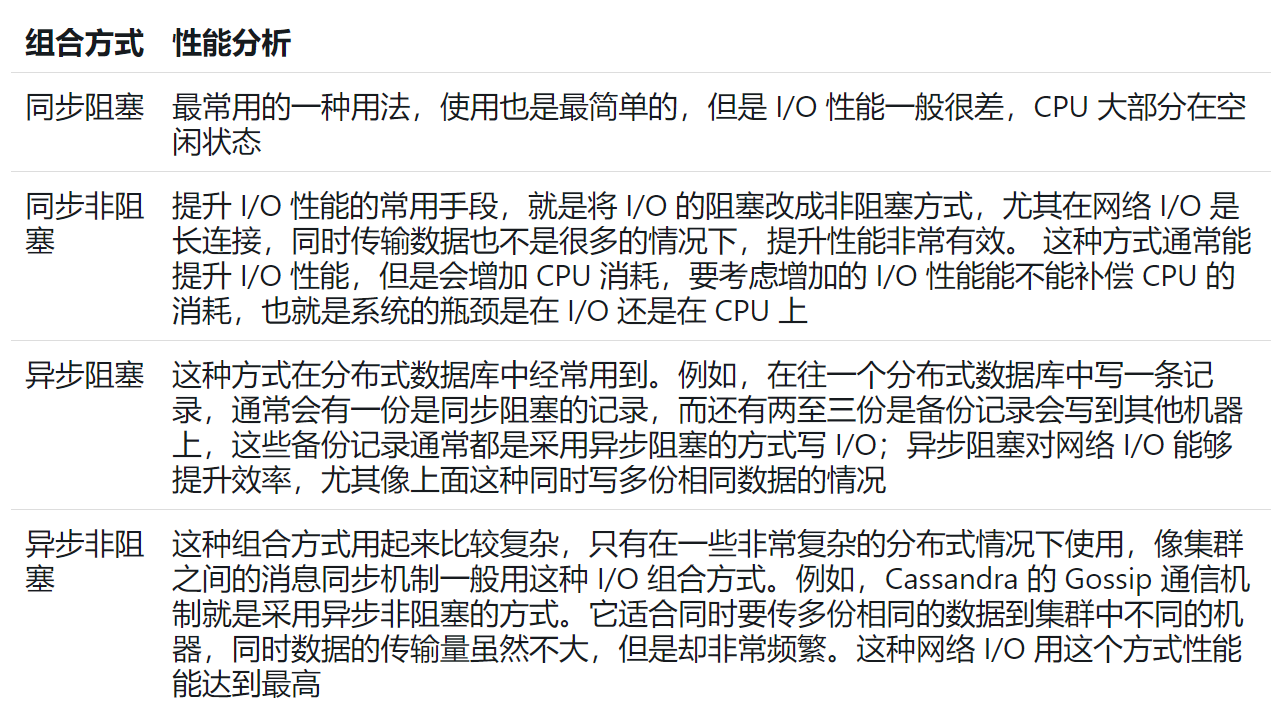 组合方式 性能分析
同步阻塞 最常用的一种用法，使用也是最简单的，但是 I/O 性能一般很差，CPU 大部分在空
闲状态
同步非阻 提升 I/O 性能的常用手段，就是将 I/O 的阻塞改成非阻塞方式，尤其在网络 I/O 是
塞 长连接，同时传输数据也不是很多的情况下，提升性能非常有效。 这种方式通常能
提升 I/O 性能，但是会增加 CPU 消耗，要考虑增加的 I/O 性能能不能补偿 CPU 的
消耗，也就是系统的瓶颈是在 I/O 还是在 CPU 上
异步阻塞 这种方式在分布式数据库中经常用到。例如，在往一个分布式数据库中写一条记
录，通常会有一份是同步阻塞的记录，而还有两至三份是备份记录会写到其他机器
上，这些备份记录通常都是采用异步阻塞的方式写 I/O；异步阻塞对网络 I/O 能够
提升效率，尤其像上面这种同时写多份相同数据的情况
异步非阻 这种组合方式用起来比较复杂，只有在一些非常复杂的分布式情况下使用，像集群
塞 之间的消息同步机制一般用这种 I/O 组合方式。例如，Cassandra 的 Gossip 通信机
制就是采用异步非阻塞的方式。它适合同时要传多份相同的数据到集群中不同的机
器，同时数据的传输量虽然不大，但是却非常频繁。这种网络 I/O 用这个方式性能
能达到最高